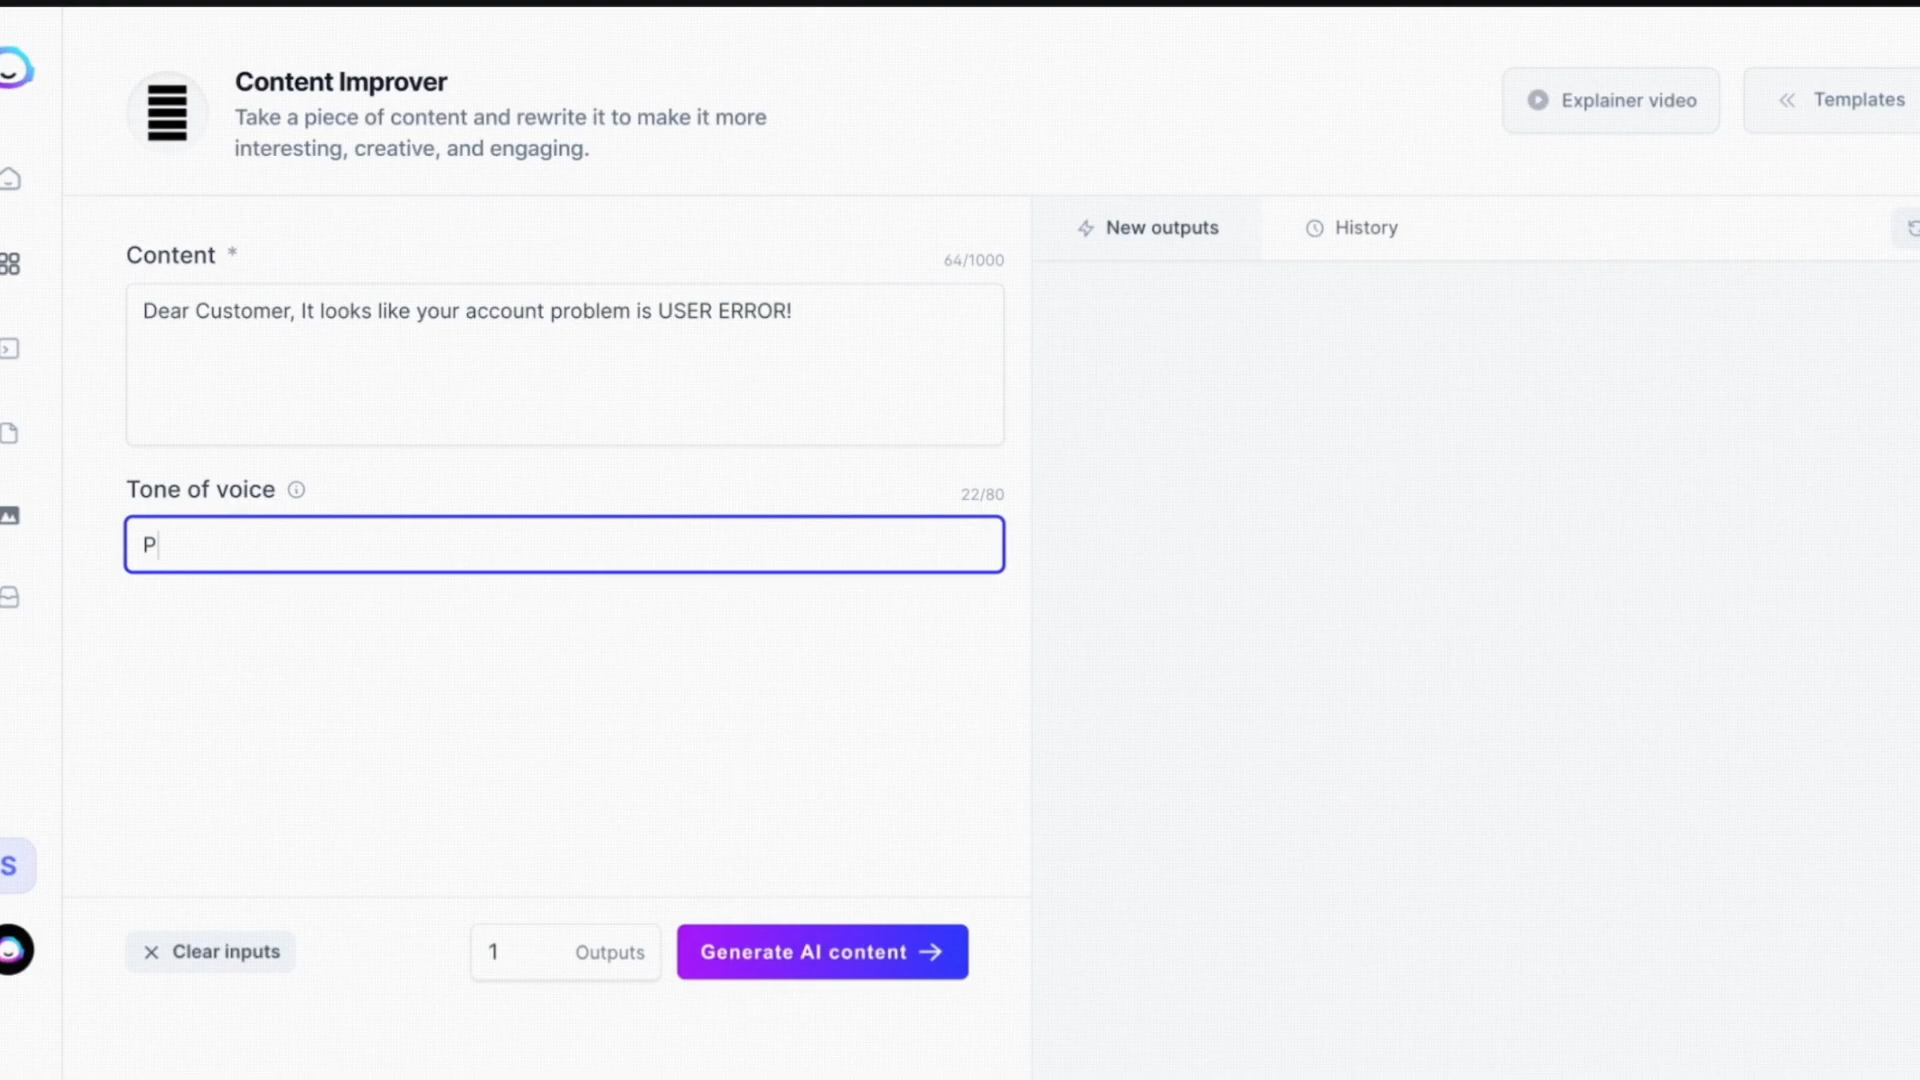 Content Improver
Take a piece of content and rewrite it to make it more
interesting, creative, and engaging.
Explainer video
Templates
Content *
64/1000
Dear Customer, It looks like your account problem is USER ERROR!
Tone of voice
22/80
P
New outputs
History
S
Clear inputs
1 Outputs
Generate AI content